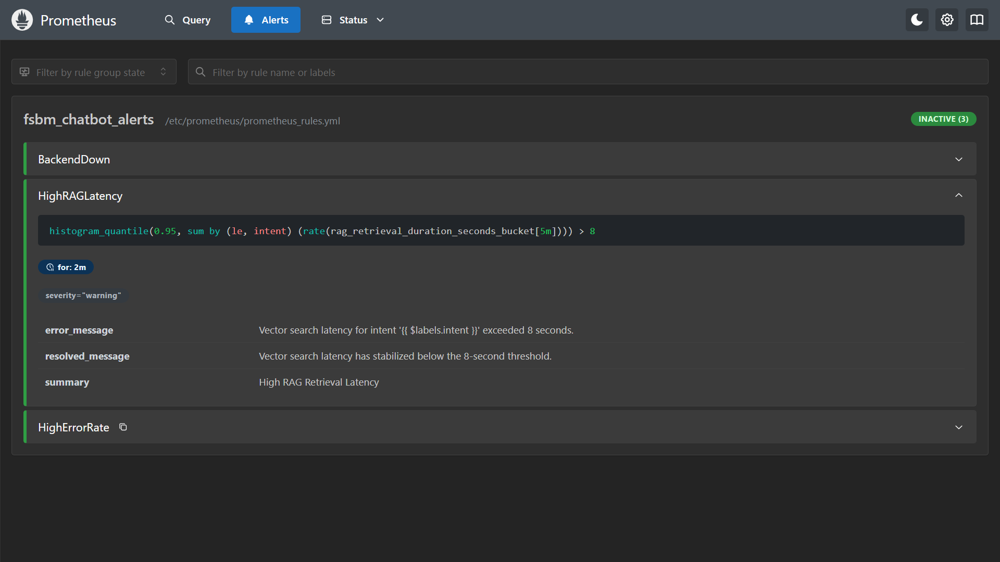 Prometheus
Query
Alerts
Status
Filter by rule group state
Filter by rule name or labels
fsbm_chatbot_alerts /etc/prometheus/prometheus_rules.yml INACTIVE (3)
BackendDown
HighRAGLatency
histogram_quantile(0.95, sum by (le, intent) (rate(rag_retrieval_duration_seconds_bucket[5m]))) > 8
for: 2m
severity="warning"
error_message Vector search latency for intent '{{ $labels.intent }}' exceeded 8 seconds.
resolved_message Vector search latency has stabilized below the 8-second threshold.
summary High RAG Retrieval Latency
HighErrorRate